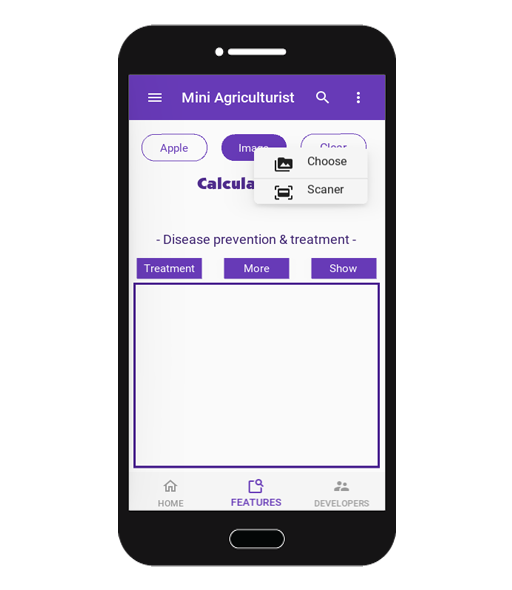 Mini Agriculturist
Apple
Choose
Scaner
- Disease prevention & treatment -
Treatment More Show
HOME FEATURES DEVELOPERS